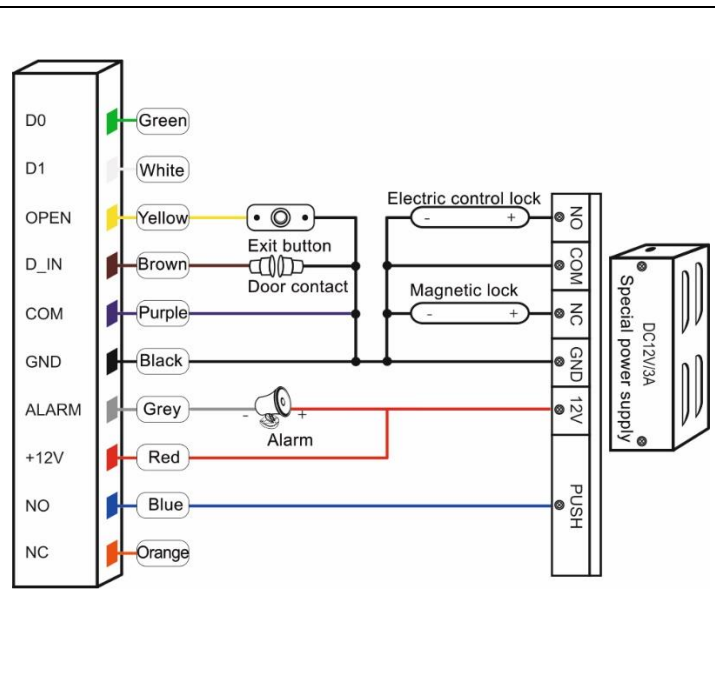 D0 Green
D1 White
OPEN Yellow
Exit button
D_IN Brown
Door contact
COM Purple
GND Black
ALARM Grey
- +
Alarm
+12V Red
NO Blue
NC Orange
Electric control lock
- +
Magnetic lock
- +
NO
COM
NC
GND
12V
PUSH
DC12V/3A
Special power supply